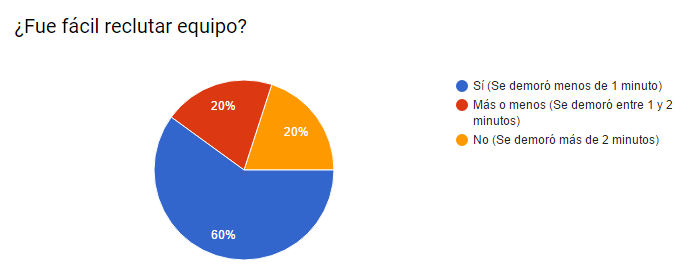 ¿Fue fácil reclutar equipo?
20%
20%
60%
Sí (Se demoró menos de 1 minuto)
Más o menos (Se demoró entre 1 y 2
minutos)
No (Se demoró más de 2 minutos)